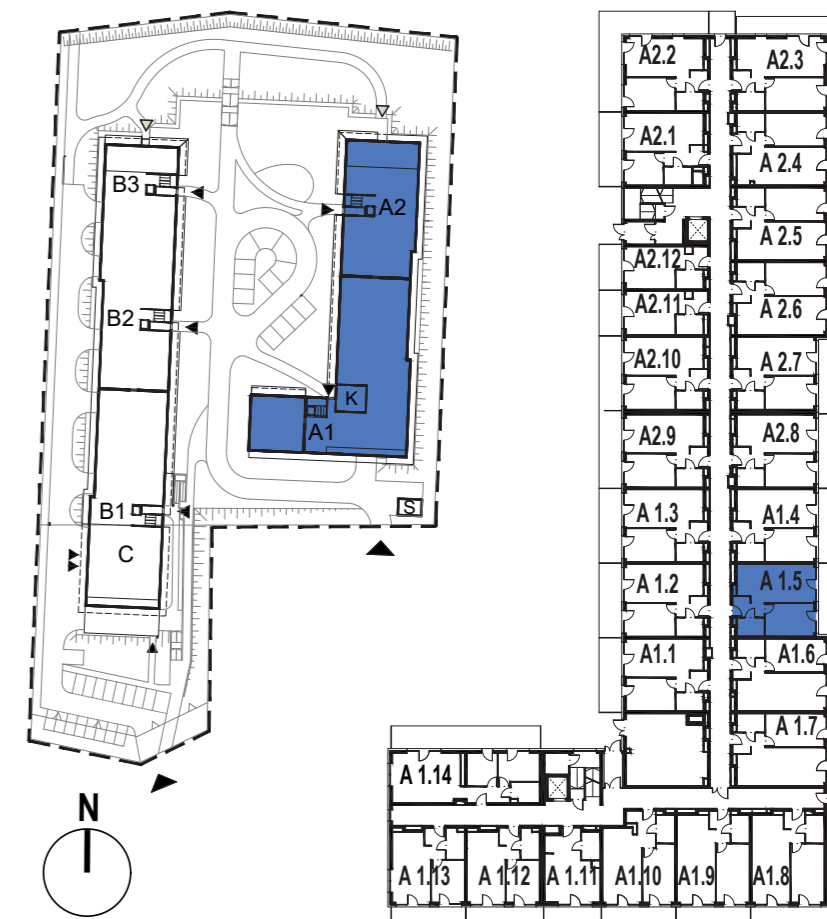 B3
A2
B2
K
A1
B1
S
C
N
A2.2
A2.3
A2.1
A 2.4
A 2.5
A2.12
A2.11
A 2.6
A2.10
A 2.7
A2.9
A2.8
A 1.3
A1.4
A 1.2
A 1.5
A1.1
A1.6
A 1.7
A 1.14
A 1.13
A 1.12
A 1.11
A1.10
A1.9
A1.8